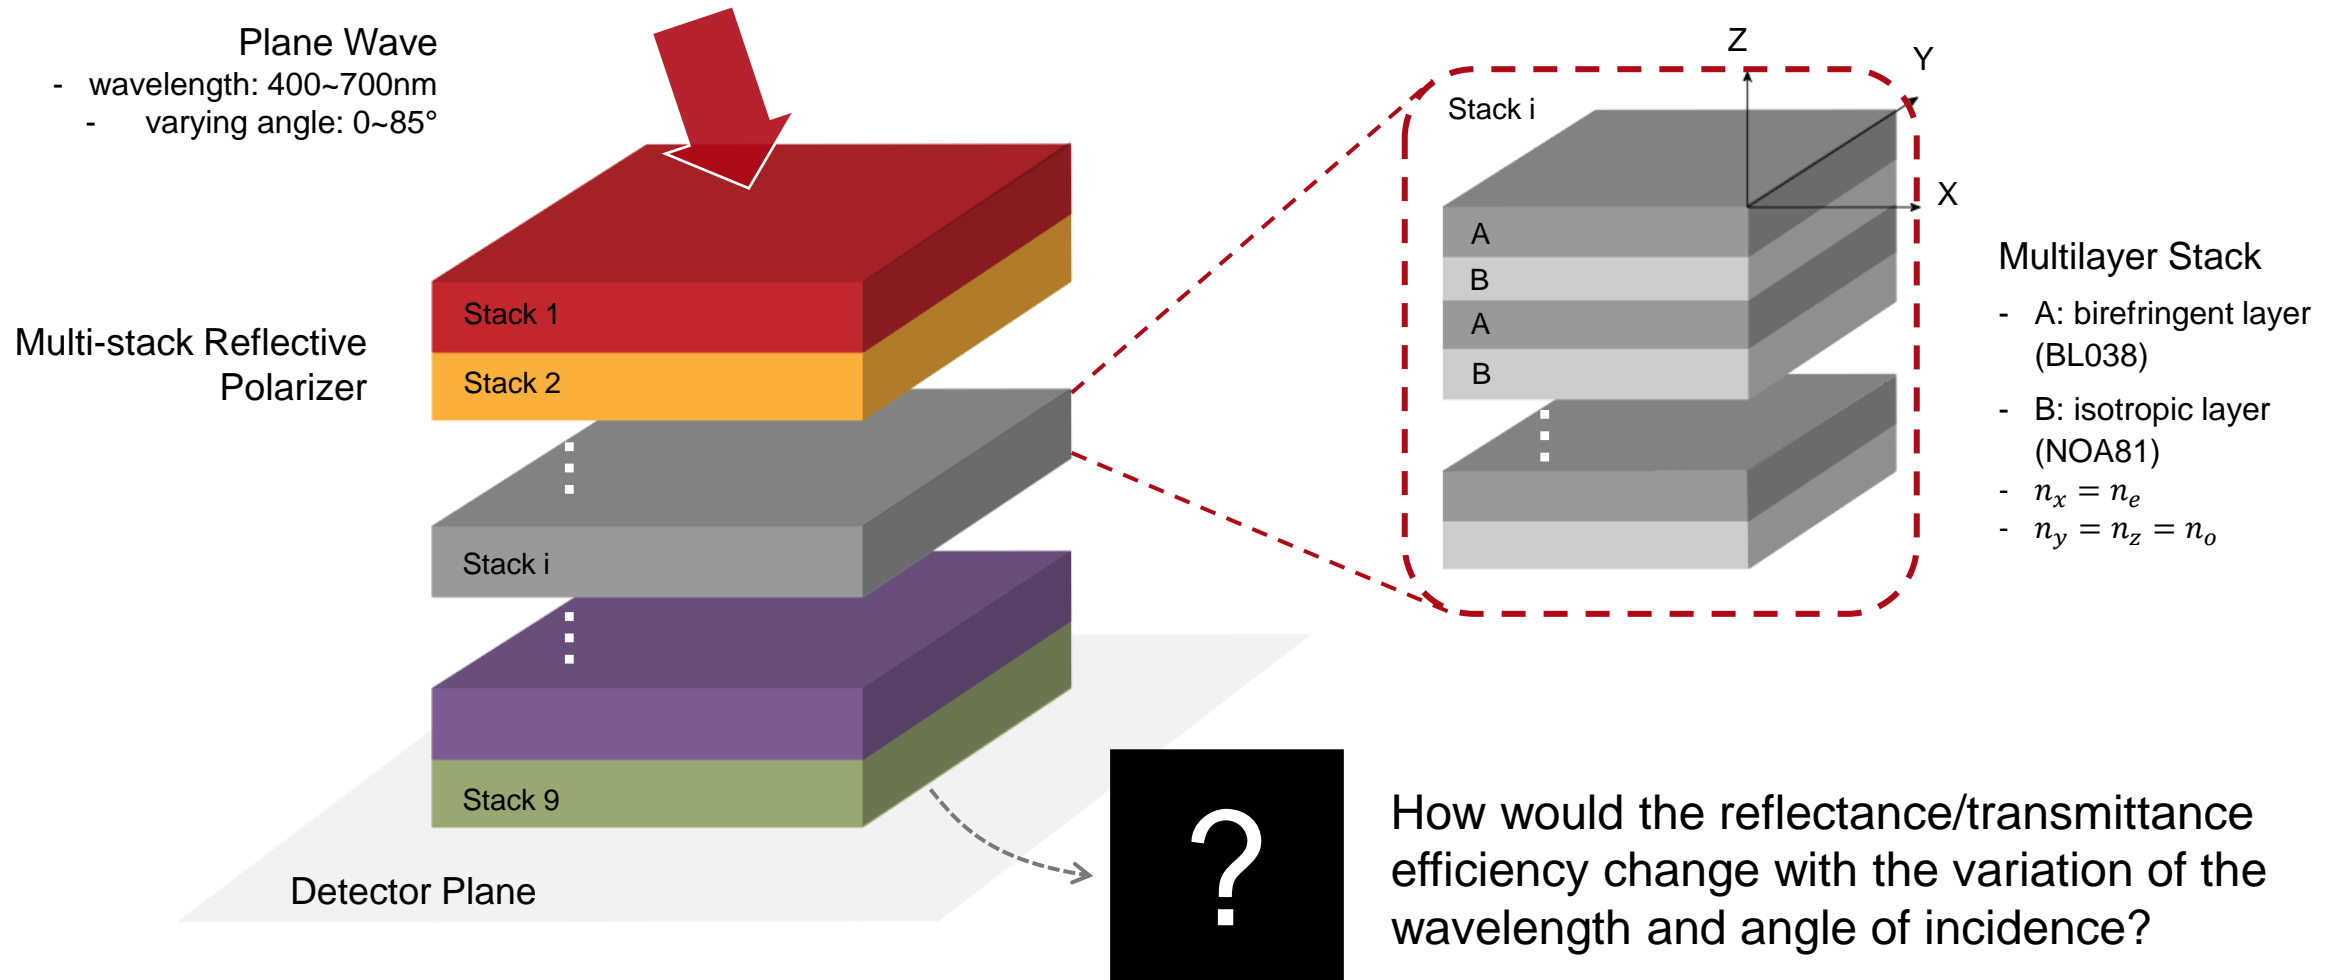 Plane Wave
- wavelength: 400~700nm
- varying angle: 0~85°
Multi-stack Reflective
Polarizer
Stack 1
Stack 2
Stack i
Stack 9
Detector Plane
Z
Y
X
Stack i
A
B
A
B
Multilayer Stack
- A: birefringent layer
(BL038)
- B: isotropic layer
(NOA81)
- $n_x = n_e$
- $n_y = n_z = n_o$
?
How would the reflectance/transmittance
efficiency change with the variation of the
wavelength and angle of incidence?